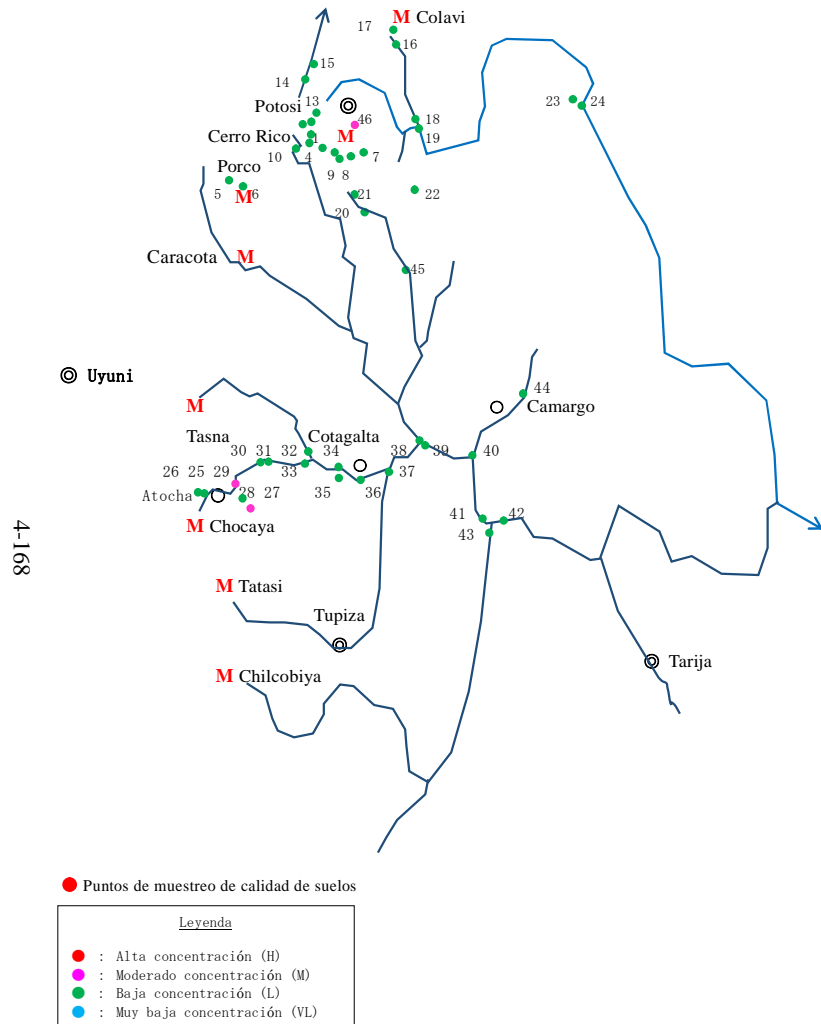 17 M Colavi
16
15
14
13
Potosi
46
18
19
23 24
Cerro Rico 1 M
10 4 7
9 8
Porco
5 M 6
21
22
20
Caracota M
45
Uyuni
M
44
Camargo
Tasna Cotagalta
30 31 32 34 38 39 40
26 25 29 33 37
Atocha 28 27 35 36
M Chocaya
41 42
43
4-168
M Tatasi
Tupiza
M Chilcobiya
Tarija
Puntos de muestreo de calidad de suelos
Leyenda
: Alta concentración (H)
: Moderado concentración (M)
: Baja concentración (L)
: Muy baja concentración (VL)